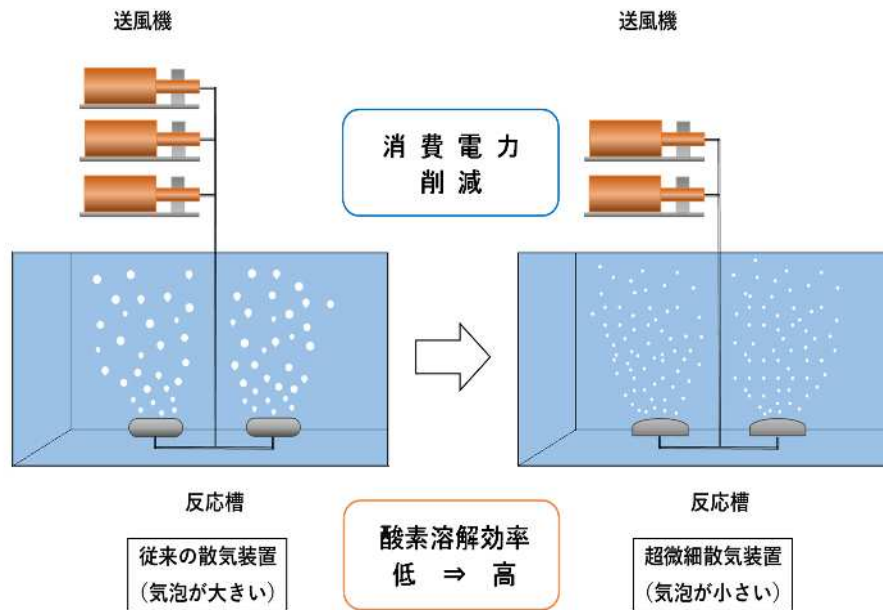 送風機
送風機
消費電力
削減
反応槽
反応槽
従来の散気装置
（気泡が大きい）
酸素溶解効率
低 ⇒ 高
超微細散気装置
（気泡が小さい）